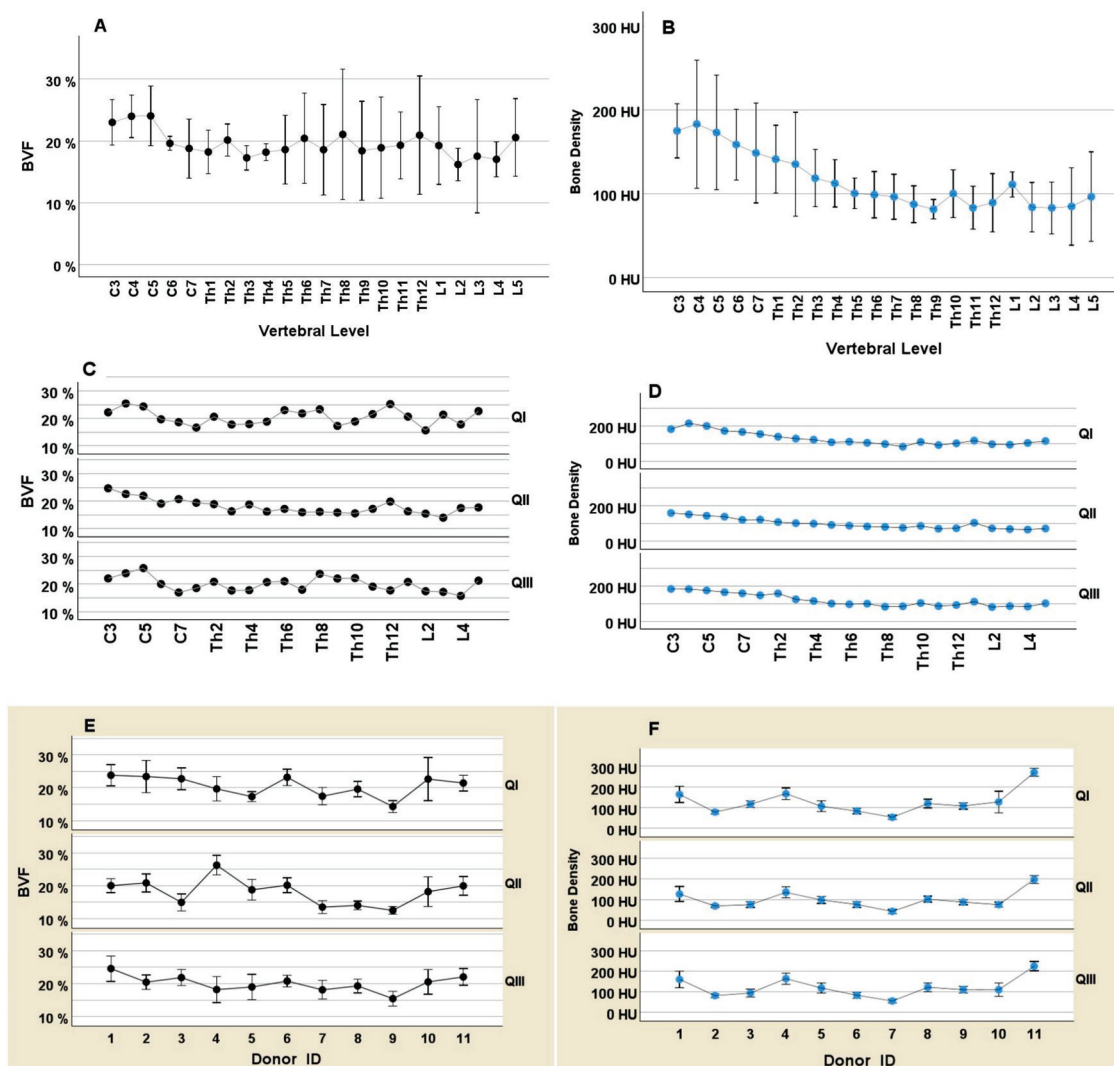 A
BVF
30 %
20 %
10 %
0 %
C3 C4 C5 C6 C7 Th1 Th2 Th3 Th4 Th5 Th6 Th7 Th8 Th9 Th10 Th11 Th12 L1 L2 L3 L4 L5
Vertebral Level
B
Bone Density
300 HU
200 HU
100 HU
0 HU
C3 C4 C5 C6 C7 Th1 Th2 Th3 Th4 Th5 Th6 Th7 Th8 Th9 Th10 Th11 Th12 L1 L2 L3 L4 L5
Vertebral Level
C
BVF
30 %
20 %
10 %
QI
30 %
20 %
10 %
QII
30 %
20 %
10 %
QIII
C3 C5 C7 Th2 Th4 Th6 Th8 Th10 Th12 L2 L4
D
Bone Density
200 HU
0 HU
QI
200 HU
0 HU
QII
200 HU
0 HU
QIII
C3 C5 C7 Th2 Th4 Th6 Th8 Th10 Th12 L2 L4
E
BVF
30 %
20 %
10 %
QI
30 %
20 %
10 %
QII
30 %
20 %
10 %
QIII
1 2 3 4 5 6 7 8 9 10 11
Donor_ID
F
Bone Density
300 HU
200 HU
100 HU
0 HU
QI
300 HU
200 HU
100 HU
0 HU
QII
300 HU
200 HU
100 HU
0 HU
QIII
1 2 3 4 5 6 7 8 9 10 11
Donor_ID